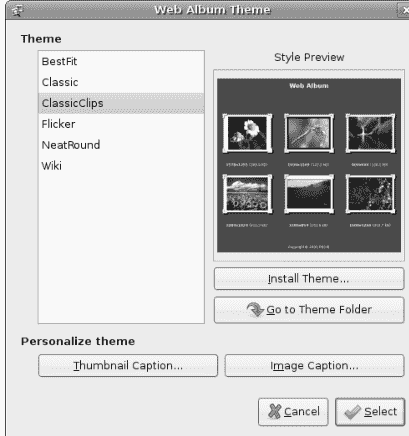 Web Album Theme
Theme
BestFit
Classic
ClassicClips
Flicker
NeatRound
Wiki
Style Preview
Web Album
Install Theme...
Go to Theme Folder
Personalize theme
Thumbnail Caption...
Image Caption...
Cancel
Select